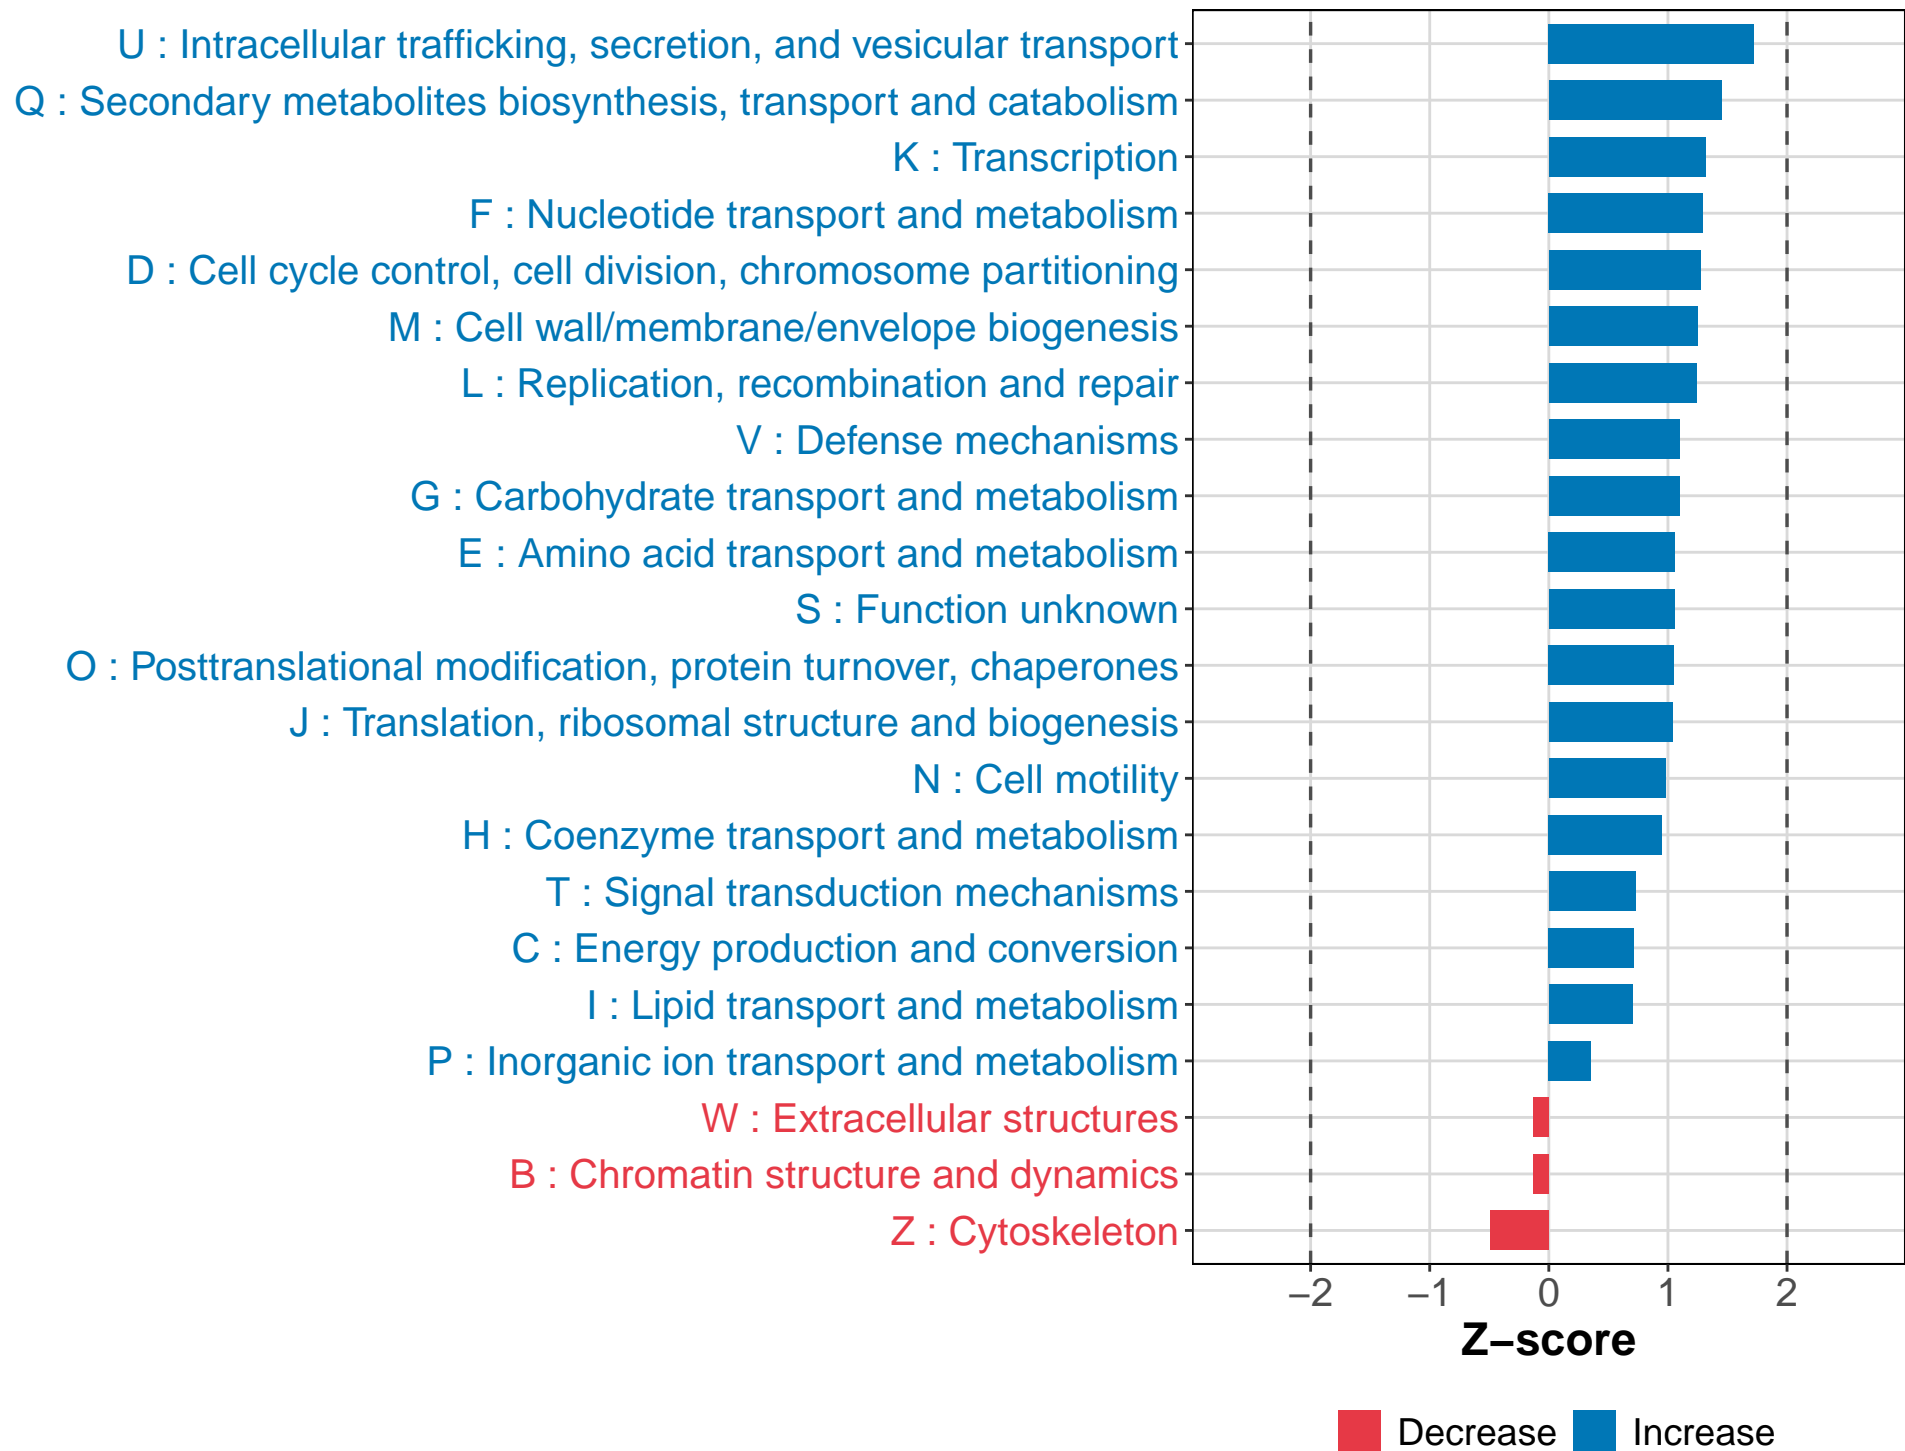 U : Intracellular trafficking, secretion, and vesicular transport
Q : Secondary metabolites biosynthesis, transport and catabolism
K : Transcription
F : Nucleotide transport and metabolism
D : Cell cycle control, cell division, chromosome partitioning
M : Cell wall/membrane/envelope biogenesis
L : Replication, recombination and repair
V : Defense mechanisms
G : Carbohydrate transport and metabolism
E : Amino acid transport and metabolism
S : Function unknown
O : Posttranslational modification, protein turnover, chaperones
J : Translation, ribosomal structure and biogenesis
N : Cell motility
H : Coenzyme transport and metabolism
T : Signal transduction mechanisms
C : Energy production and conversion
I : Lipid transport and metabolism
P : Inorganic ion transport and metabolism
W : Extracellular structures
B : Chromatin structure and dynamics
Z : Cytoskeleton
−2 −1 0 1 2
Z−score
Decrease Increase